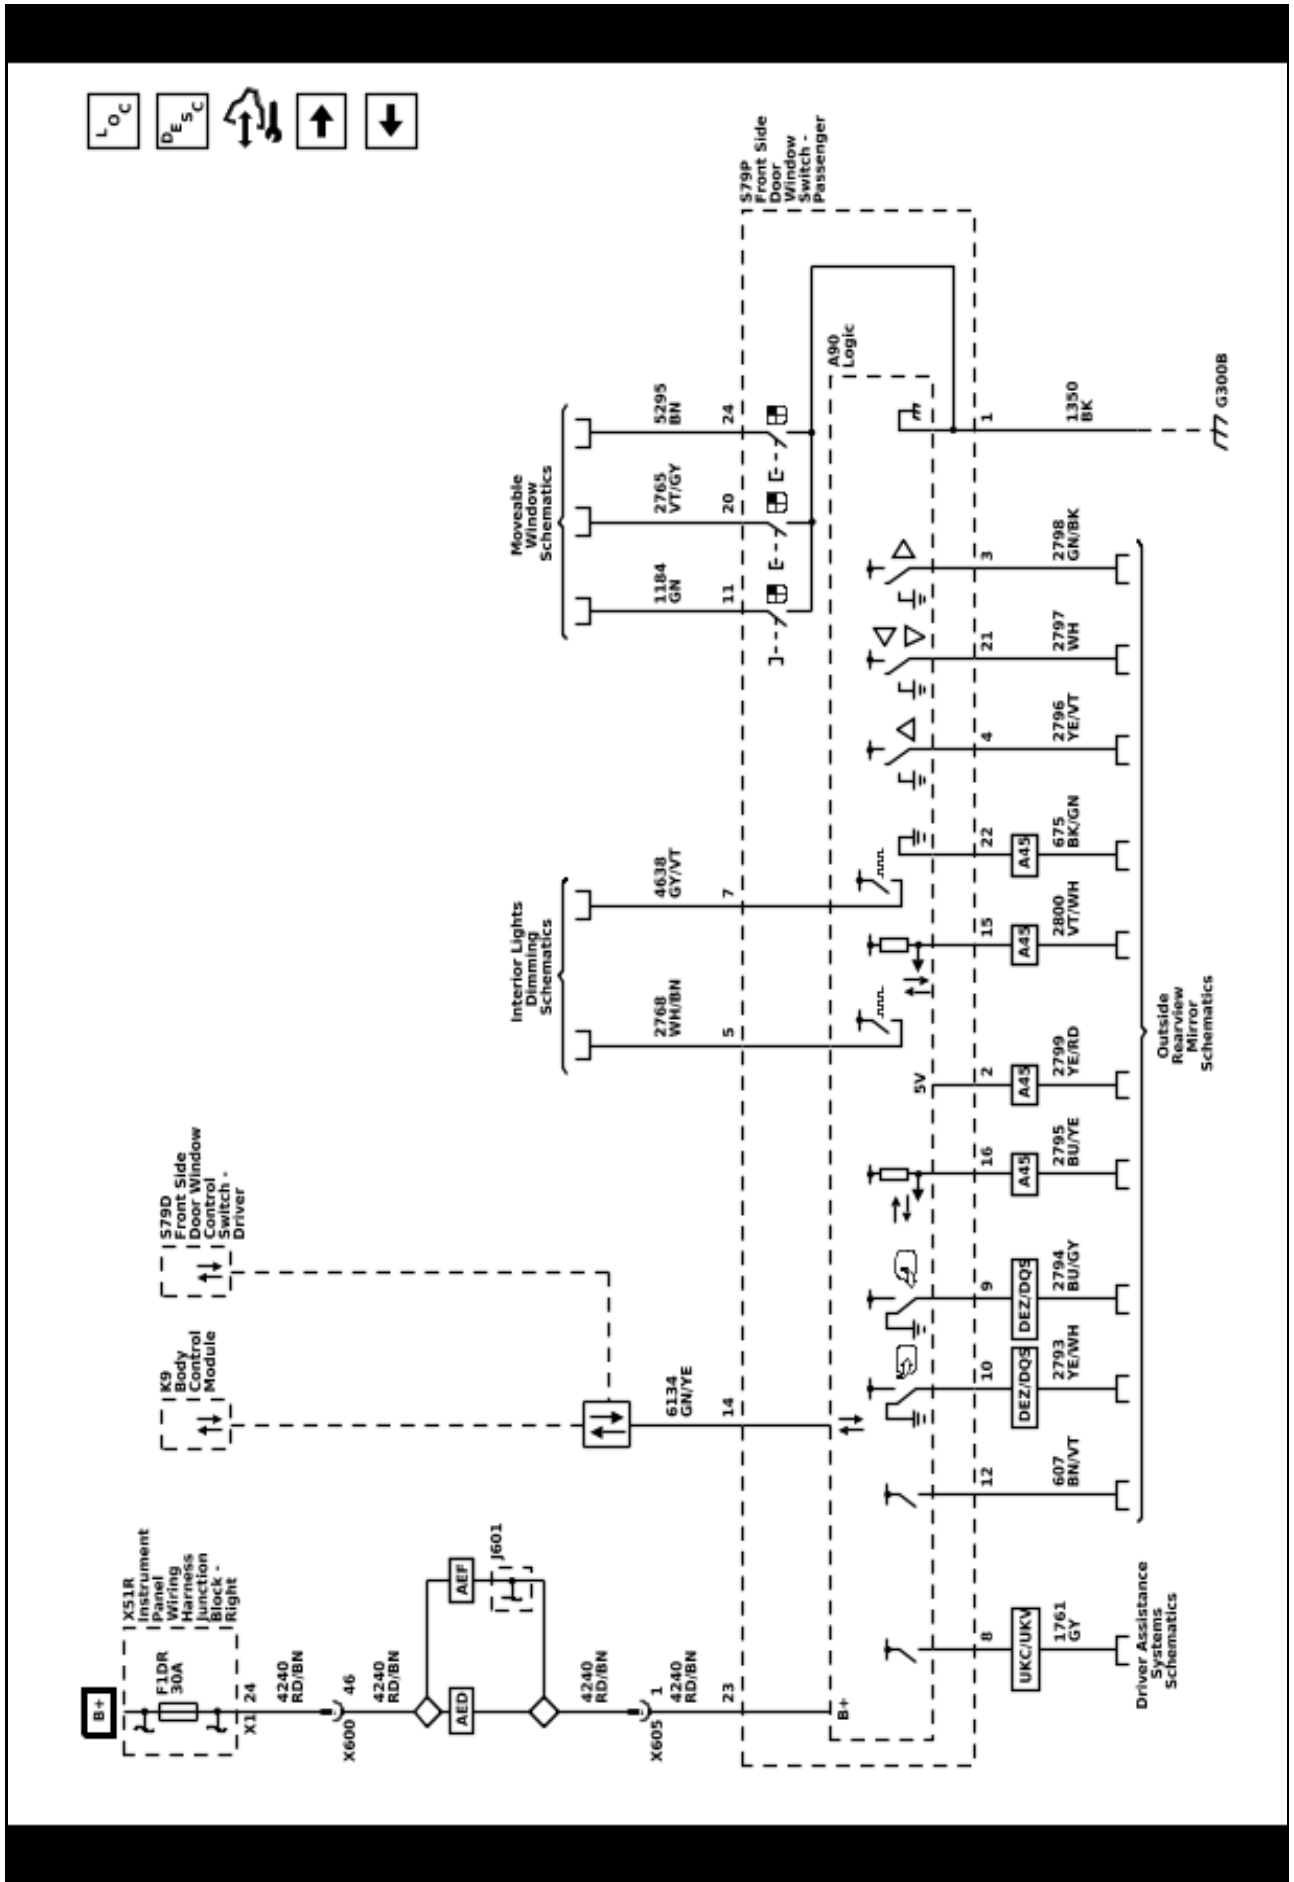 LOC
DESC
B+
X51R
Instrument
Panel
Wiring
Harness
Junction
Block -
Right
F1DR
30A
X1 24
4240
RD/BN
X600 46
4240
RD/BN
AED
AEF
J601
4240
RD/BN
X605 1
4240
RD/BN
23
B+
K9
Body
Control
Module
S79D
Front Side
Door Window
Control
Switch -
Driver
6134
GN/YE
14
Interior Lights
Dimming
Schematics
2768
WH/BN
5
4638
GY/VT
7
Moveable
Window
Schematics
1184
GN
11
2765
VT/GY
20
5295
BN
24
S79P
Front Side
Door
Window
Switch -
Passenger
A90
Logic
5V
8
UKC/UKV
1761
GY
Driver Assistance
Systems
Schematics
12
607
BN/VT
10
DEZ/DQS
2793
YE/WH
9
DEZ/DQS
2794
BU/GY
16
A45
2795
BU/YE
2
A45
2799
YE/RD
15
A45
2800
VT/WH
22
A45
675
BK/GN
4
2796
YE/VT
21
2797
WH
3
2798
GN/BK
1
1350
BK
G300B
Outside
Rearview
Mirror
Schematics